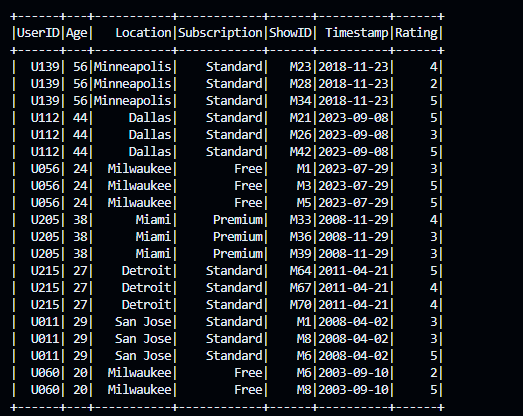 +------+---+-----------+------------+------+----------+------+
|UserID|Age|   Location|Subscription|ShowID| Timestamp|Rating|
+------+---+-----------+------------+------+----------+------+
|  U139| 56|Minneapolis|    Standard|   M23|2018-11-23|     4|
|  U139| 56|Minneapolis|    Standard|   M28|2018-11-23|     2|
|  U139| 56|Minneapolis|    Standard|   M34|2018-11-23|     5|
|  U112| 44|     Dallas|    Standard|   M21|2023-09-08|     5|
|  U112| 44|     Dallas|    Standard|   M26|2023-09-08|     3|
|  U112| 44|     Dallas|    Standard|   M42|2023-09-08|     5|
|  U056| 24|  Milwaukee|        Free|    M1|2023-07-29|     3|
|  U056| 24|  Milwaukee|        Free|    M3|2023-07-29|     5|
|  U056| 24|  Milwaukee|        Free|    M5|2023-07-29|     5|
|  U205| 38|      Miami|     Premium|   M33|2008-11-29|     4|
|  U205| 38|      Miami|     Premium|   M36|2008-11-29|     3|
|  U205| 38|      Miami|     Premium|   M39|2008-11-29|     3|
|  U215| 27|    Detroit|    Standard|   M64|2011-04-21|     5|
|  U215| 27|    Detroit|    Standard|   M67|2011-04-21|     4|
|  U215| 27|    Detroit|    Standard|   M70|2011-04-21|     4|
|  U011| 29|   San Jose|    Standard|    M1|2008-04-02|     3|
|  U011| 29|   San Jose|    Standard|    M8|2008-04-02|     3|
|  U011| 29|   San Jose|    Standard|    M6|2008-04-02|     5|
|  U060| 20|  Milwaukee|        Free|    M6|2003-09-10|     2|
|  U060| 20|  Milwaukee|        Free|    M8|2003-09-10|     5|
+------+---+-----------+------------+------+----------+------+